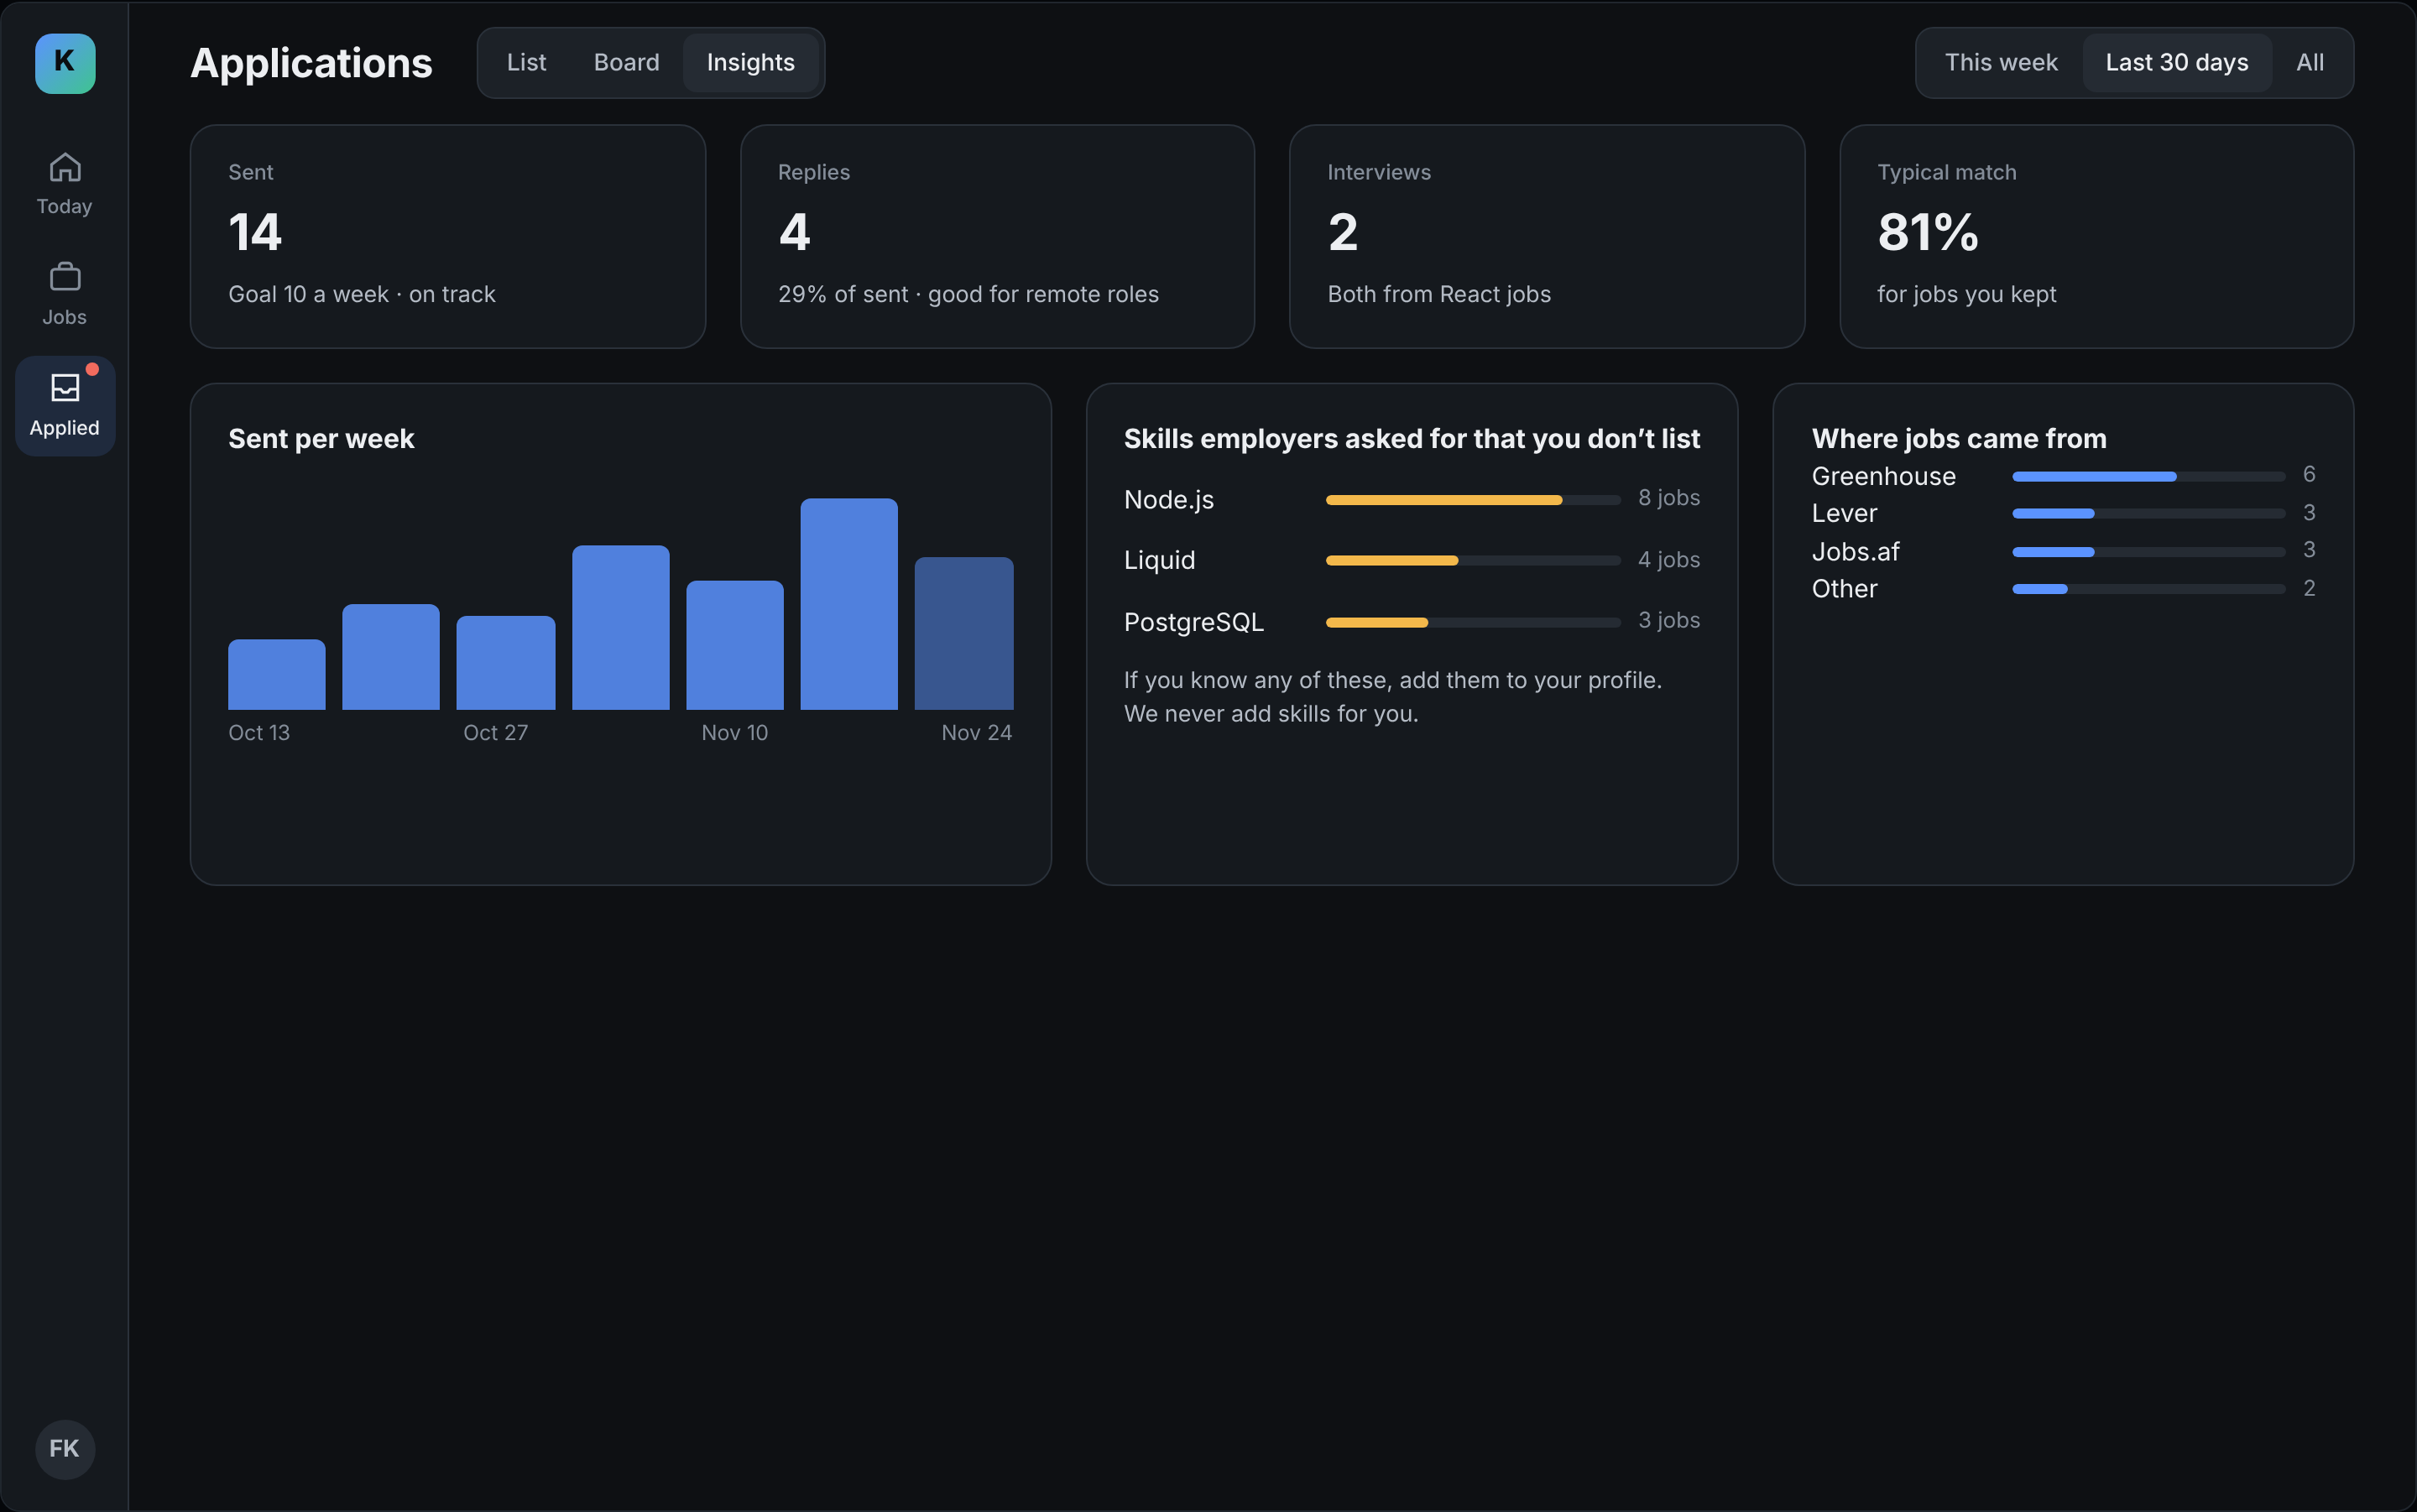 K
Applications
List
Board
Insights
This week
Last 30 days
All
Today
Jobs
Applied
Sent
14
Goal 10 a week · on track
Replies
4
29% of sent · good for remote roles
Interviews
2
Both from React jobs
Typical match
81%
for jobs you kept
Sent per week
Oct 13
Oct 27
Nov 10
Nov 24
Skills employers asked for that you don’t list
Node.js
8 jobs
Liquid
4 jobs
PostgreSQL
3 jobs
If you know any of these, add them to your profile.
We never add skills for you.
Where jobs came from
Greenhouse
6
Lever
3
Jobs.af
3
Other
2
FK